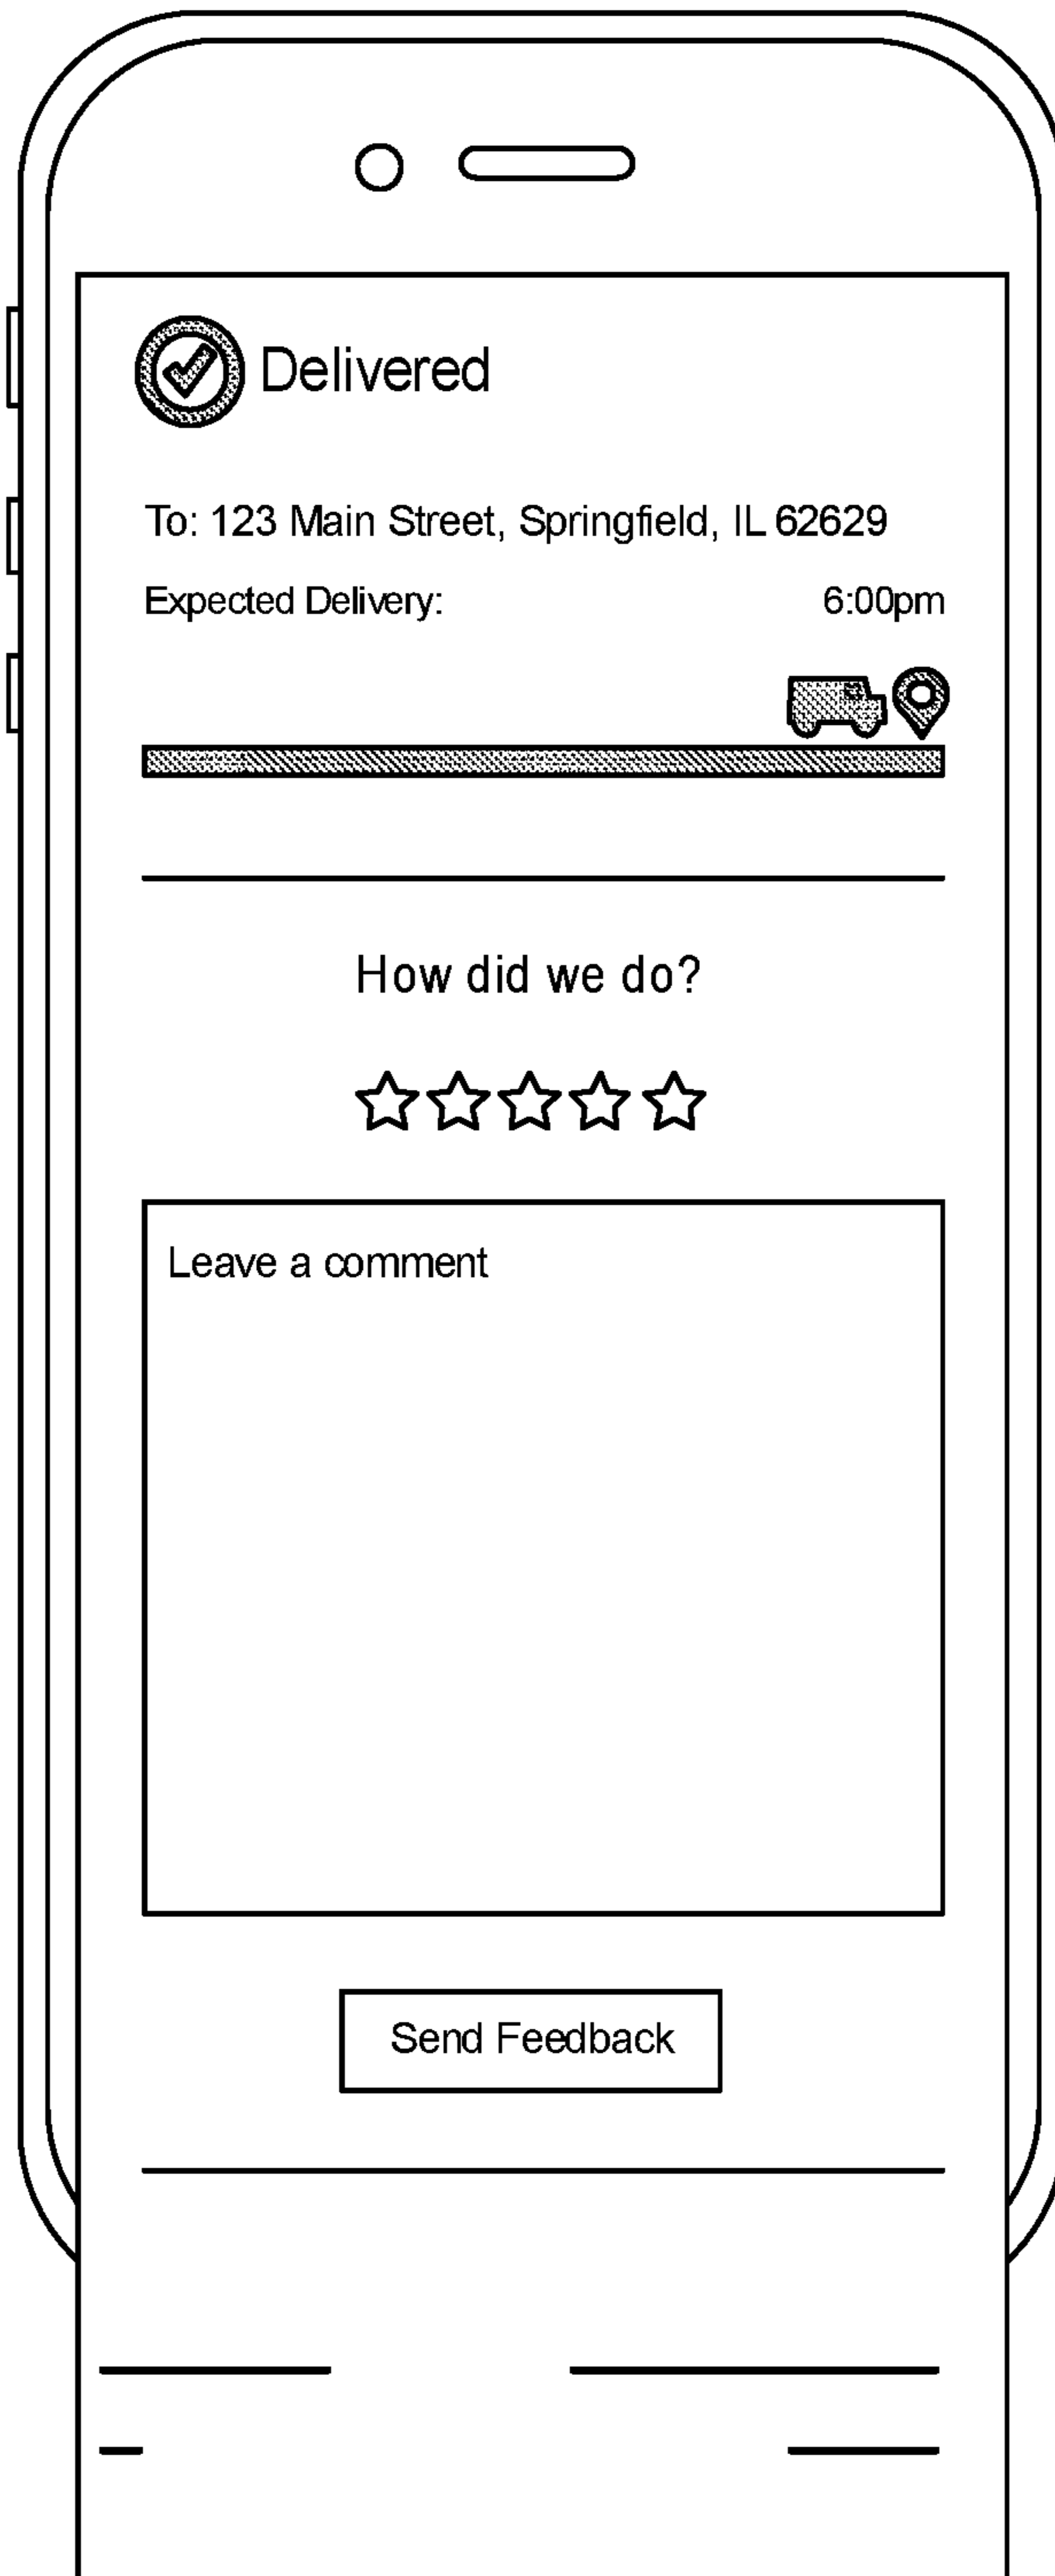 Delivered
To: 123 Main Street, Springfield, IL 62629
Expected Delivery: 6:00pm
How did we do?
Leave a comment
Send Feedback